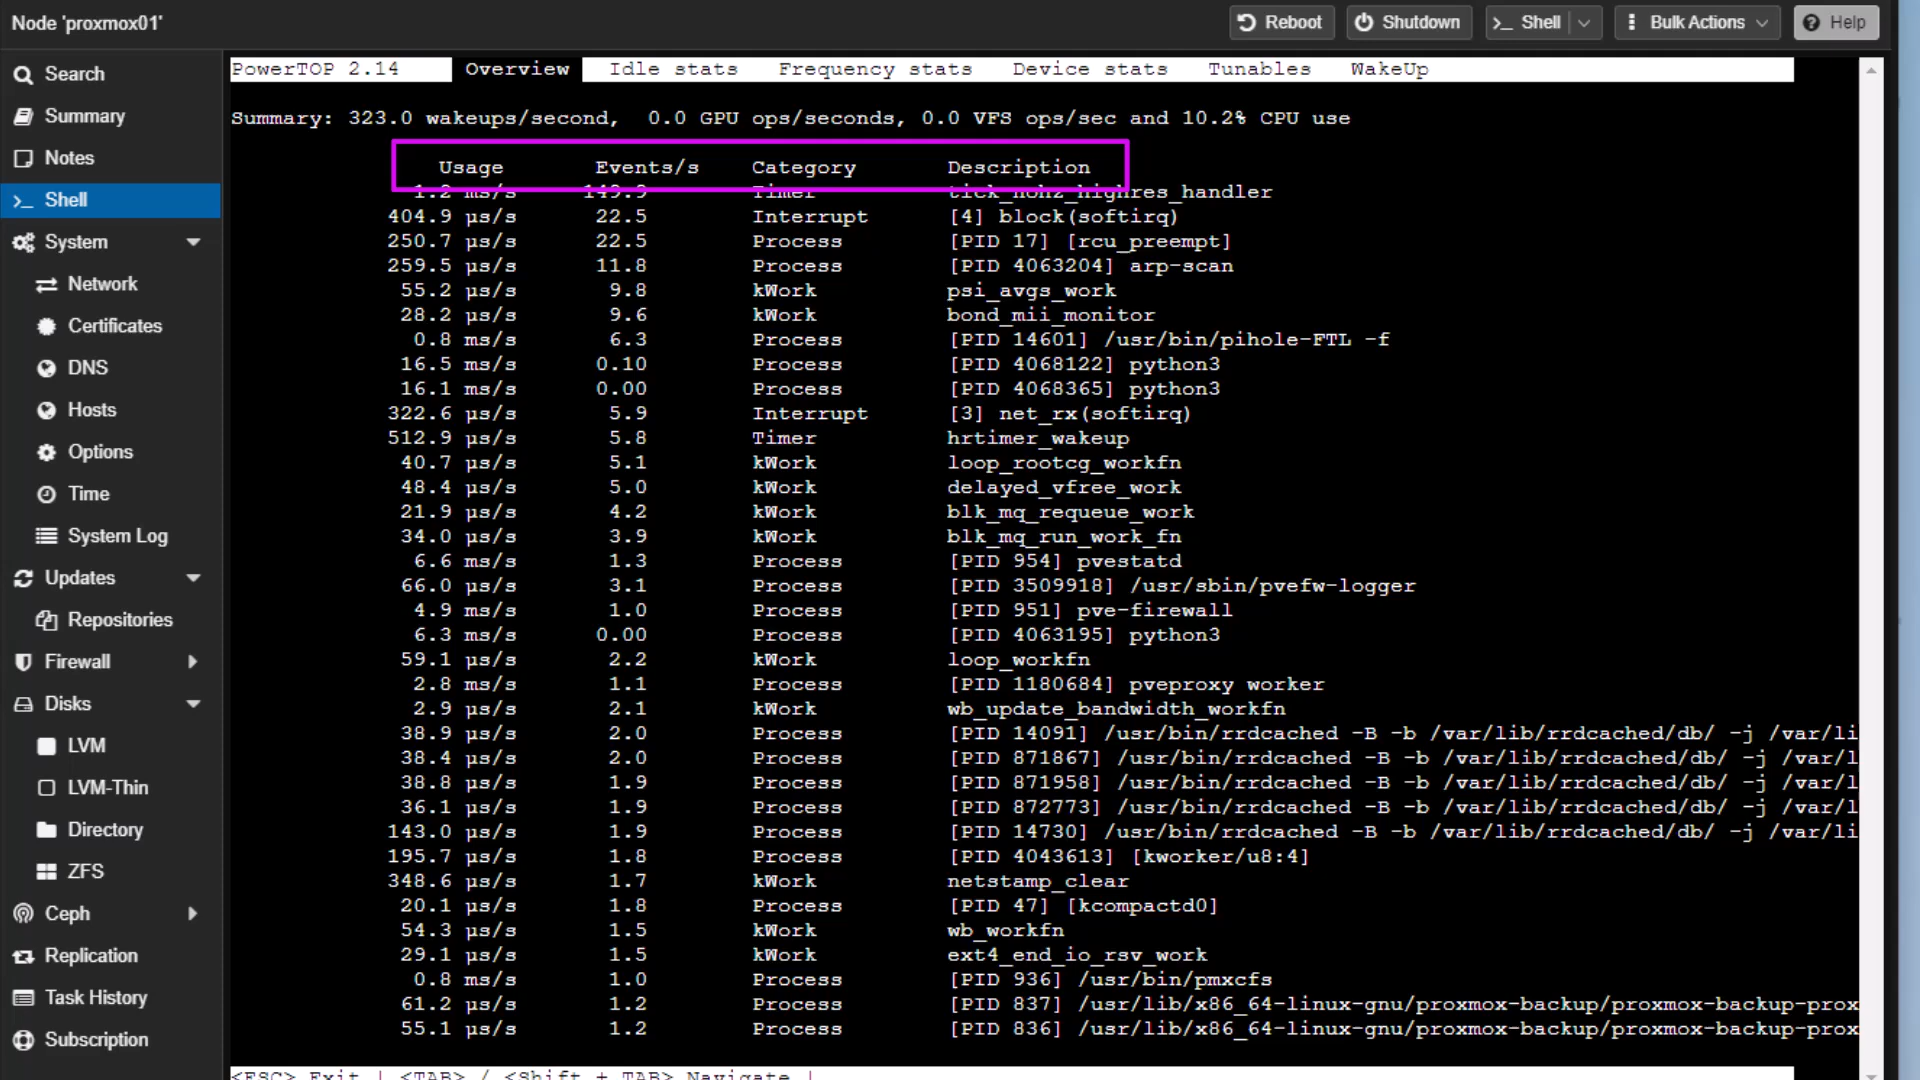 Node 'proxmox01'
Reboot
Shutdown
Shell
Bulk Actions
Help
Search
Summary
Notes
Shell
System
Network
Certificates
DNS
Hosts
Options
Time
System Log
Updates
Repositories
Firewall
Disks
LVM
LVM-Thin
Directory
ZFS
Ceph
Replication
Task History
Subscription
PowerTOP 2.14 Overview Idle stats Frequency stats Device stats Tunables WakeUp
Summary: 323.0 wakeups/second, 0.0 GPU ops/seconds, 0.0 VFS ops/sec and 10.2% CPU use
Usage Events/s Category Description
1.2 ms/s 149.9 Timer tick_nohz_highres_handler
404.9 µs/s 22.5 Interrupt [4] block(softirq)
250.7 µs/s 22.5 Process [PID 17] [rcu_preempt]
259.5 µs/s 11.8 Process [PID 4063204] arp-scan
55.2 µs/s 9.8 kWork psi_avgs_work
28.2 µs/s 9.6 kWork bond_mii_monitor
0.8 ms/s 6.3 Process [PID 14601] /usr/bin/pihole-FTL -f
16.5 ms/s 0.10 Process [PID 4068122] python3
16.1 ms/s 0.00 Process [PID 4068365] python3
322.6 µs/s 5.9 Interrupt [3] net_rx(softirq)
512.9 µs/s 5.8 Timer hrtimer_wakeup
40.7 µs/s 5.1 kWork loop_rootcg_workfn
48.4 µs/s 5.0 kWork delayed_vfree_work
21.9 µs/s 4.2 kWork blk_mq_requeue_work
34.0 µs/s 3.9 kWork blk_mq_run_work_fn
6.6 ms/s 1.3 Process [PID 954] pvestatd
66.0 µs/s 3.1 Process [PID 3509918] /usr/sbin/pvefw-logger
4.9 ms/s 1.0 Process [PID 951] pve-firewall
6.3 ms/s 0.00 Process [PID 4063195] python3
59.1 µs/s 2.2 kWork loop_workfn
2.8 ms/s 1.1 Process [PID 1180684] pveproxy worker
2.9 µs/s 2.1 kWork wb_update_bandwidth_workfn
38.9 µs/s 2.0 Process [PID 14091] /usr/bin/rrdcached -B -b /var/lib/rrdcached/db/ -j /var/li
38.4 µs/s 2.0 Process [PID 871867] /usr/bin/rrdcached -B -b /var/lib/rrdcached/db/ -j /var/l
38.8 µs/s 1.9 Process [PID 871958] /usr/bin/rrdcached -B -b /var/lib/rrdcached/db/ -j /var/l
36.1 µs/s 1.9 Process [PID 872773] /usr/bin/rrdcached -B -b /var/lib/rrdcached/db/ -j /var/l
143.0 µs/s 1.9 Process [PID 14730] /usr/bin/rrdcached -B -b /var/lib/rrdcached/db/ -j /var/li
195.7 µs/s 1.8 Process [PID 4043613] [kworker/u8:4]
348.6 µs/s 1.7 kWork netstamp_clear
20.1 µs/s 1.8 Process [PID 47] [kcompactd0]
54.3 µs/s 1.5 kWork wb_workfn
29.1 µs/s 1.5 kWork ext4_end_io_rsv_work
0.8 ms/s 1.0 Process [PID 936] /usr/bin/pmxcfs
61.2 µs/s 1.2 Process [PID 837] /usr/lib/x86_64-linux-gnu/proxmox-backup/proxmox-backup-prox
55.1 µs/s 1.2 Process [PID 836] /usr/lib/x86_64-linux-gnu/proxmox-backup/proxmox-backup-prox
<ESC> Exit | <TAB> / <Shift + TAB> Navigate |